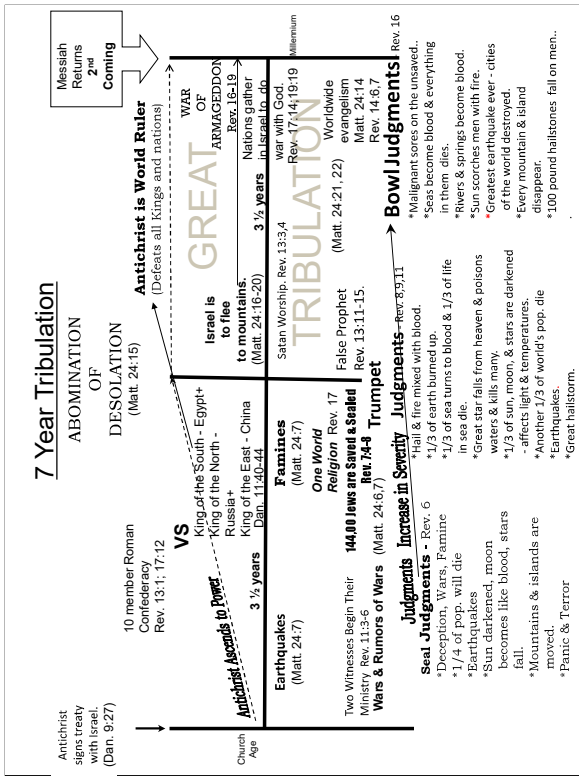 7 Year Tribulation
Antichrist
signs treaty
with Israel.
(Dan. 9:27)
10 member Roman
Confederacy
Rev. 13:1; 17:12
ABOMINATION
OF
DESOLATION
(Matt. 24:15)
Antichrist is World Ruler
(Defeats all Kings and nations)
Messiah
Returns
2nd
Coming
VS
King of the South - Egypt+
King of the North -
Russia+
King of the East - China
Dan. 11:40-44
Antichrist Ascends to Power
3 ½ years
Church
Age
GREAT
Israel is
to flee
to mountains.
(Matt. 24:16-20)
3 ½ years
WAR
OF
ARMAGEDDON
Rev. 16-19
Nations gather
in Israel to do
war with God.
Rev. 17:14;19:19
Millennium
Earthquakes
(Matt. 24:7)
Famines
(Matt. 24:7)
One World
Religion Rev. 17
Satan Worship. Rev. 13:3,4
TRIBULATION
(Matt. 24:21, 22)
Worldwide
evangelism
Matt. 24:14
Rev. 14:6,7
False Prophet
Rev. 13:11-15.
Two Witnesses Begin Their
Ministry Rev. 11:3-6
Wars & Rumors of Wars (Matt. 24:6,7)
144,00 Jews are Saved & Sealed
Rev. 7:4-8
Judgments Increase in Severity
Seal Judgments - Rev. 6
*Deception, Wars, Famine
*1/4 of pop. will die
*Earthquakes
*Sun darkened, moon
becomes like blood, stars
fall.
*Mountains & islands are
moved.
*Panic & Terror
Trumpet Judgments - Rev. 8,9,11
*Hail & fire mixed with blood.
*1/3 of earth burned up.
*1/3 of sea turns to blood & 1/3 of life
in sea die.
*Great star falls from heaven & poisons
waters & kills many.
*1/3 of sun, moon, & stars are darkened
- affects light & temperatures.
*Another 1/3 of world's pop. die
*Earthquakes.
*Great hailstorm.
Bowl Judgments Rev. 16
*Malignant sores on the unsaved..
*Seas become blood & everything
in them dies.
*Rivers & springs become blood.
*Sun scorches men with fire.
*Greatest earthquake ever - cities
of the world destroyed.
*Every mountain & island
disappear.
*100 pound hailstones fall on men..
.